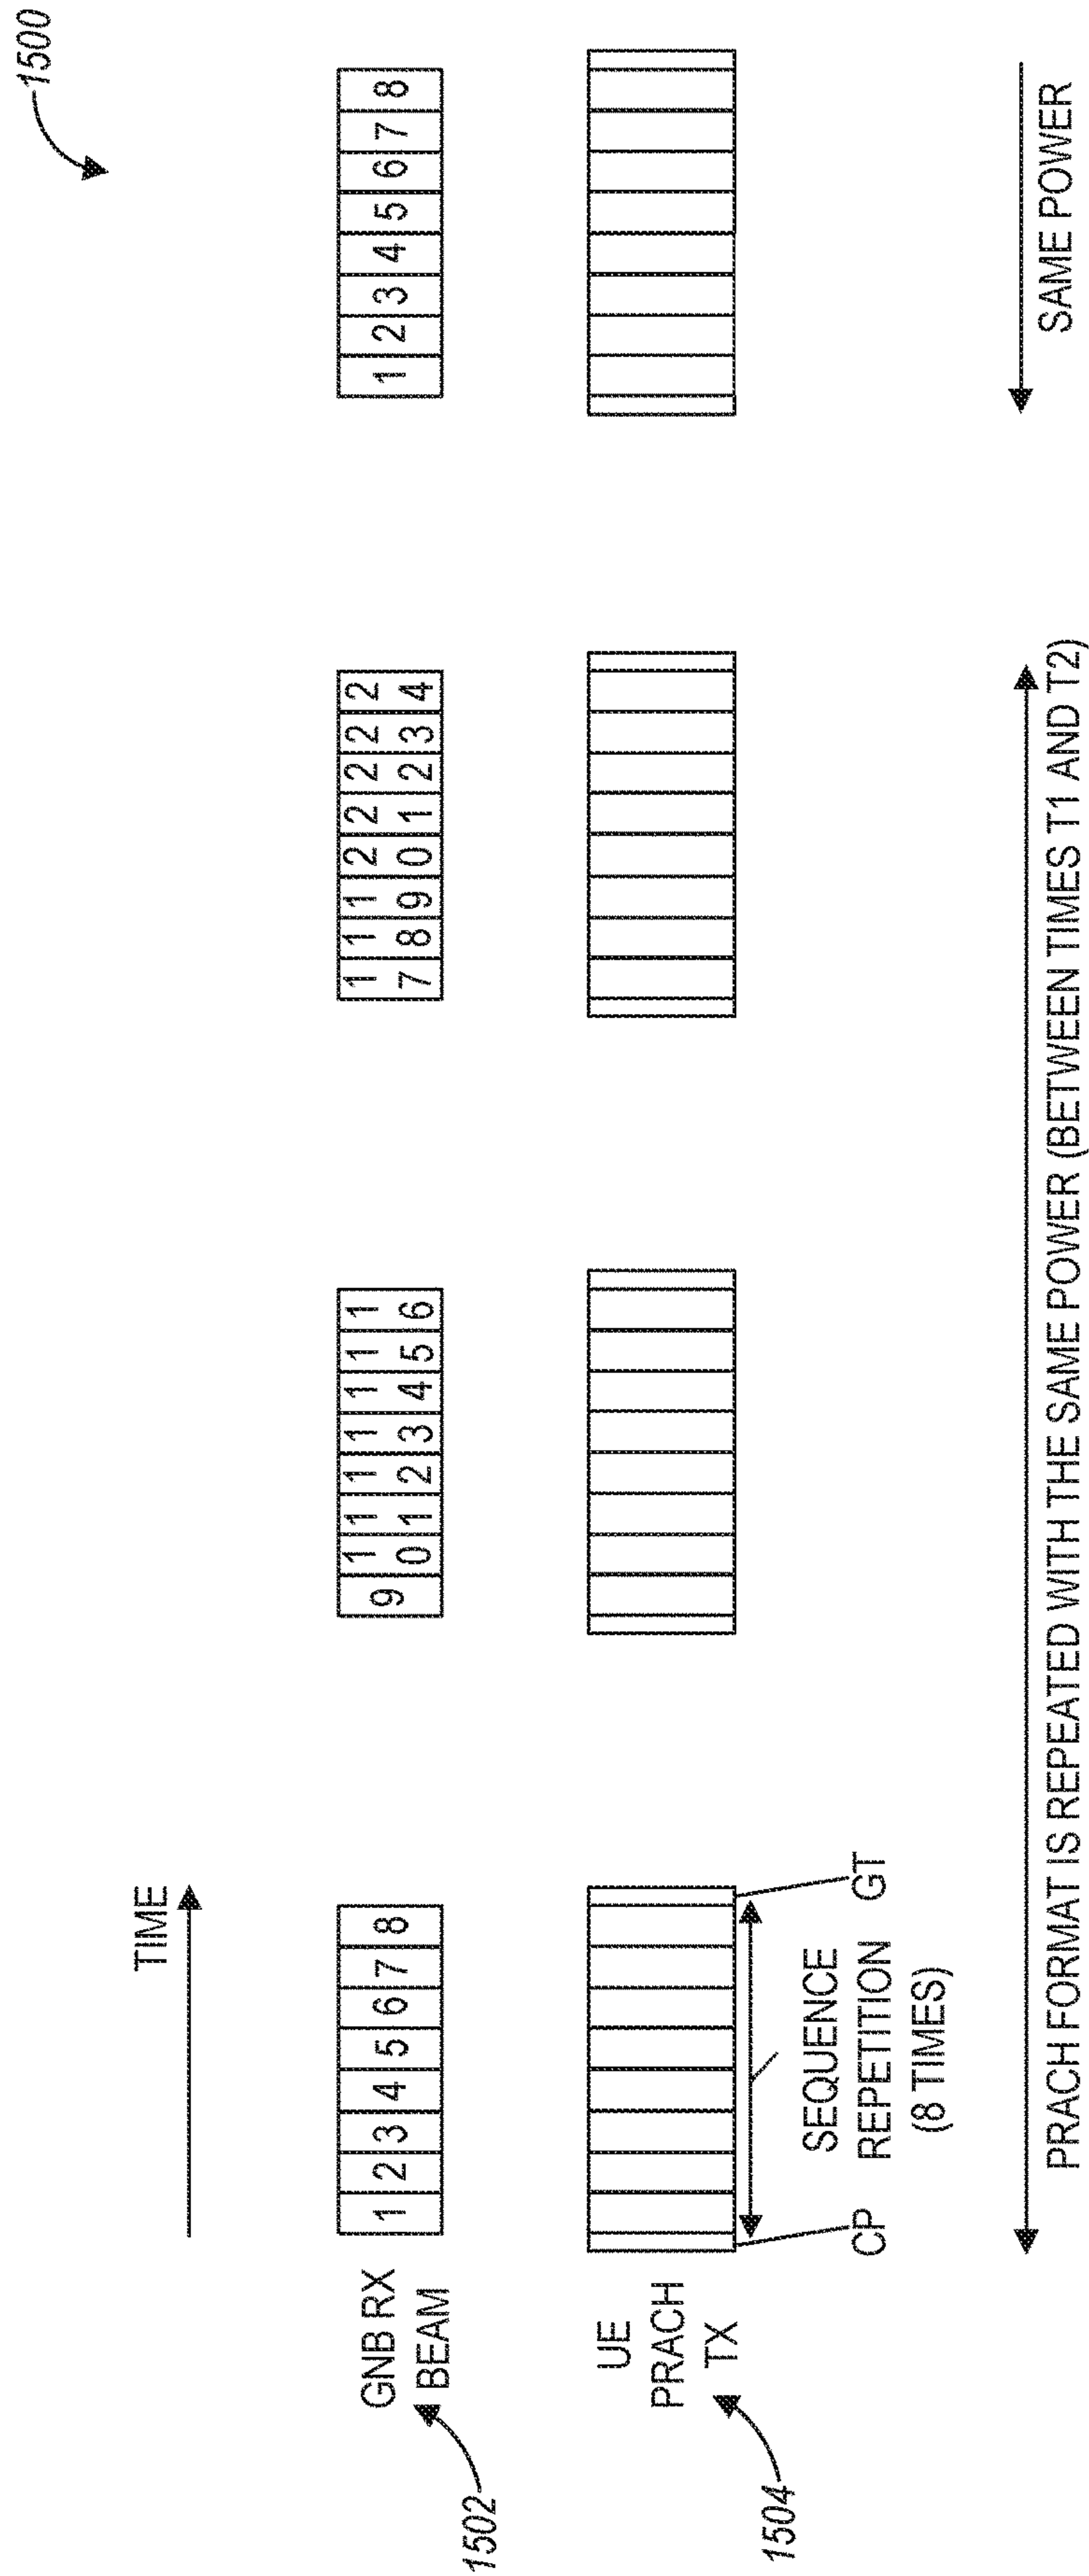 1500
TIME
GNB RX
BEAM
1502
1 2 3 4 5 6 7 8
9 10 11 12 13 14 15 16
17 18 19 20 21 22 23 24
1 2 3 4 5 6 7 8
UE
PRACH
TX
1504
CP
SEQUENCE
REPETITION
(8 TIMES)
GT
PRACH FORMAT IS REPEATED WITH THE SAME POWER (BETWEEN TIMES T1 AND T2)
SAME POWER